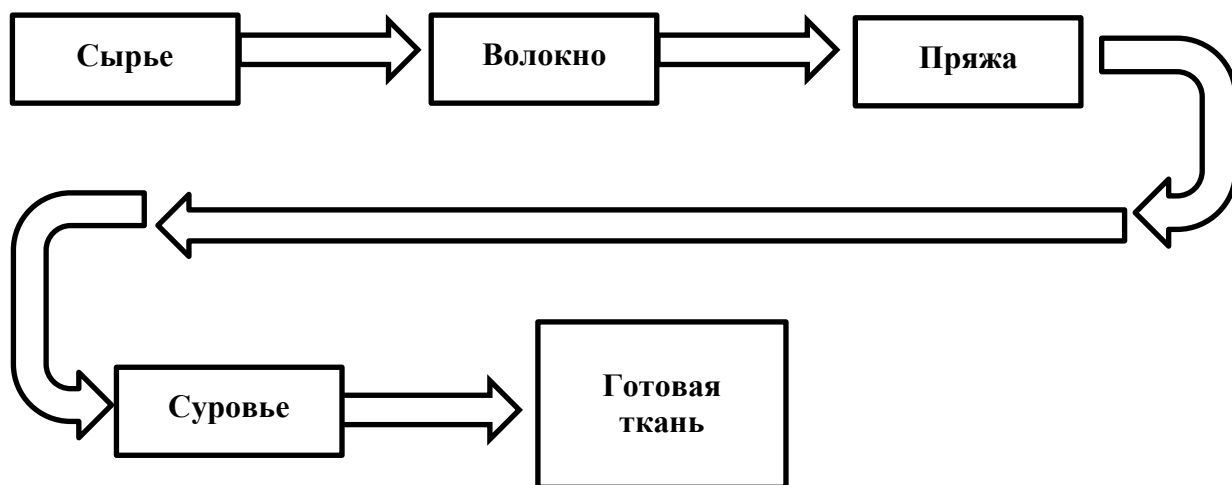 Сырье
Волокно
Пряжа
Суровье
Готовая
ткань